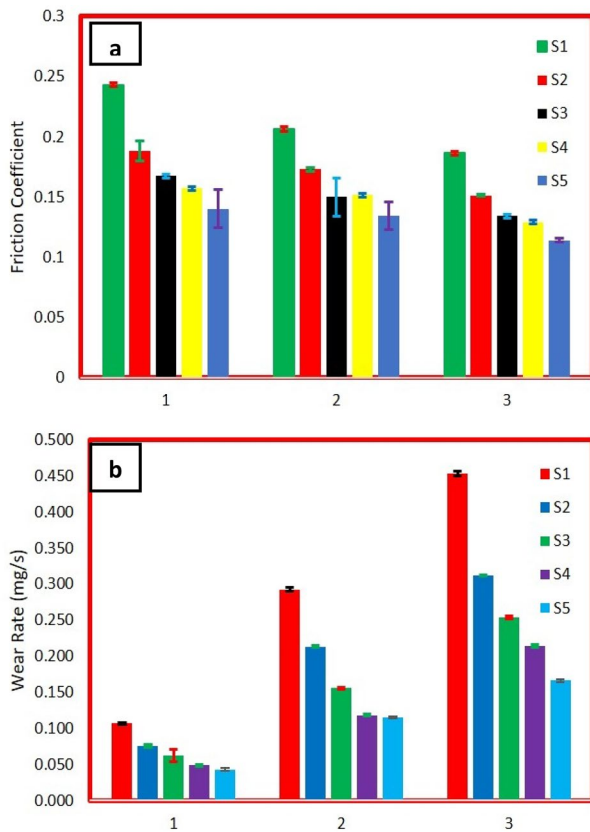 0.3
a
0.25
0.2
0.15
0.1
0.05
0
Friction Coefficient
S1
S2
S3
S4
S5
1 2 3
0.500
b
0.450
0.400
0.350
0.300
0.250
0.200
0.150
0.100
0.050
0.000
Wear Rate (mg/s)
S1
S2
S3
S4
S5
1 2 3